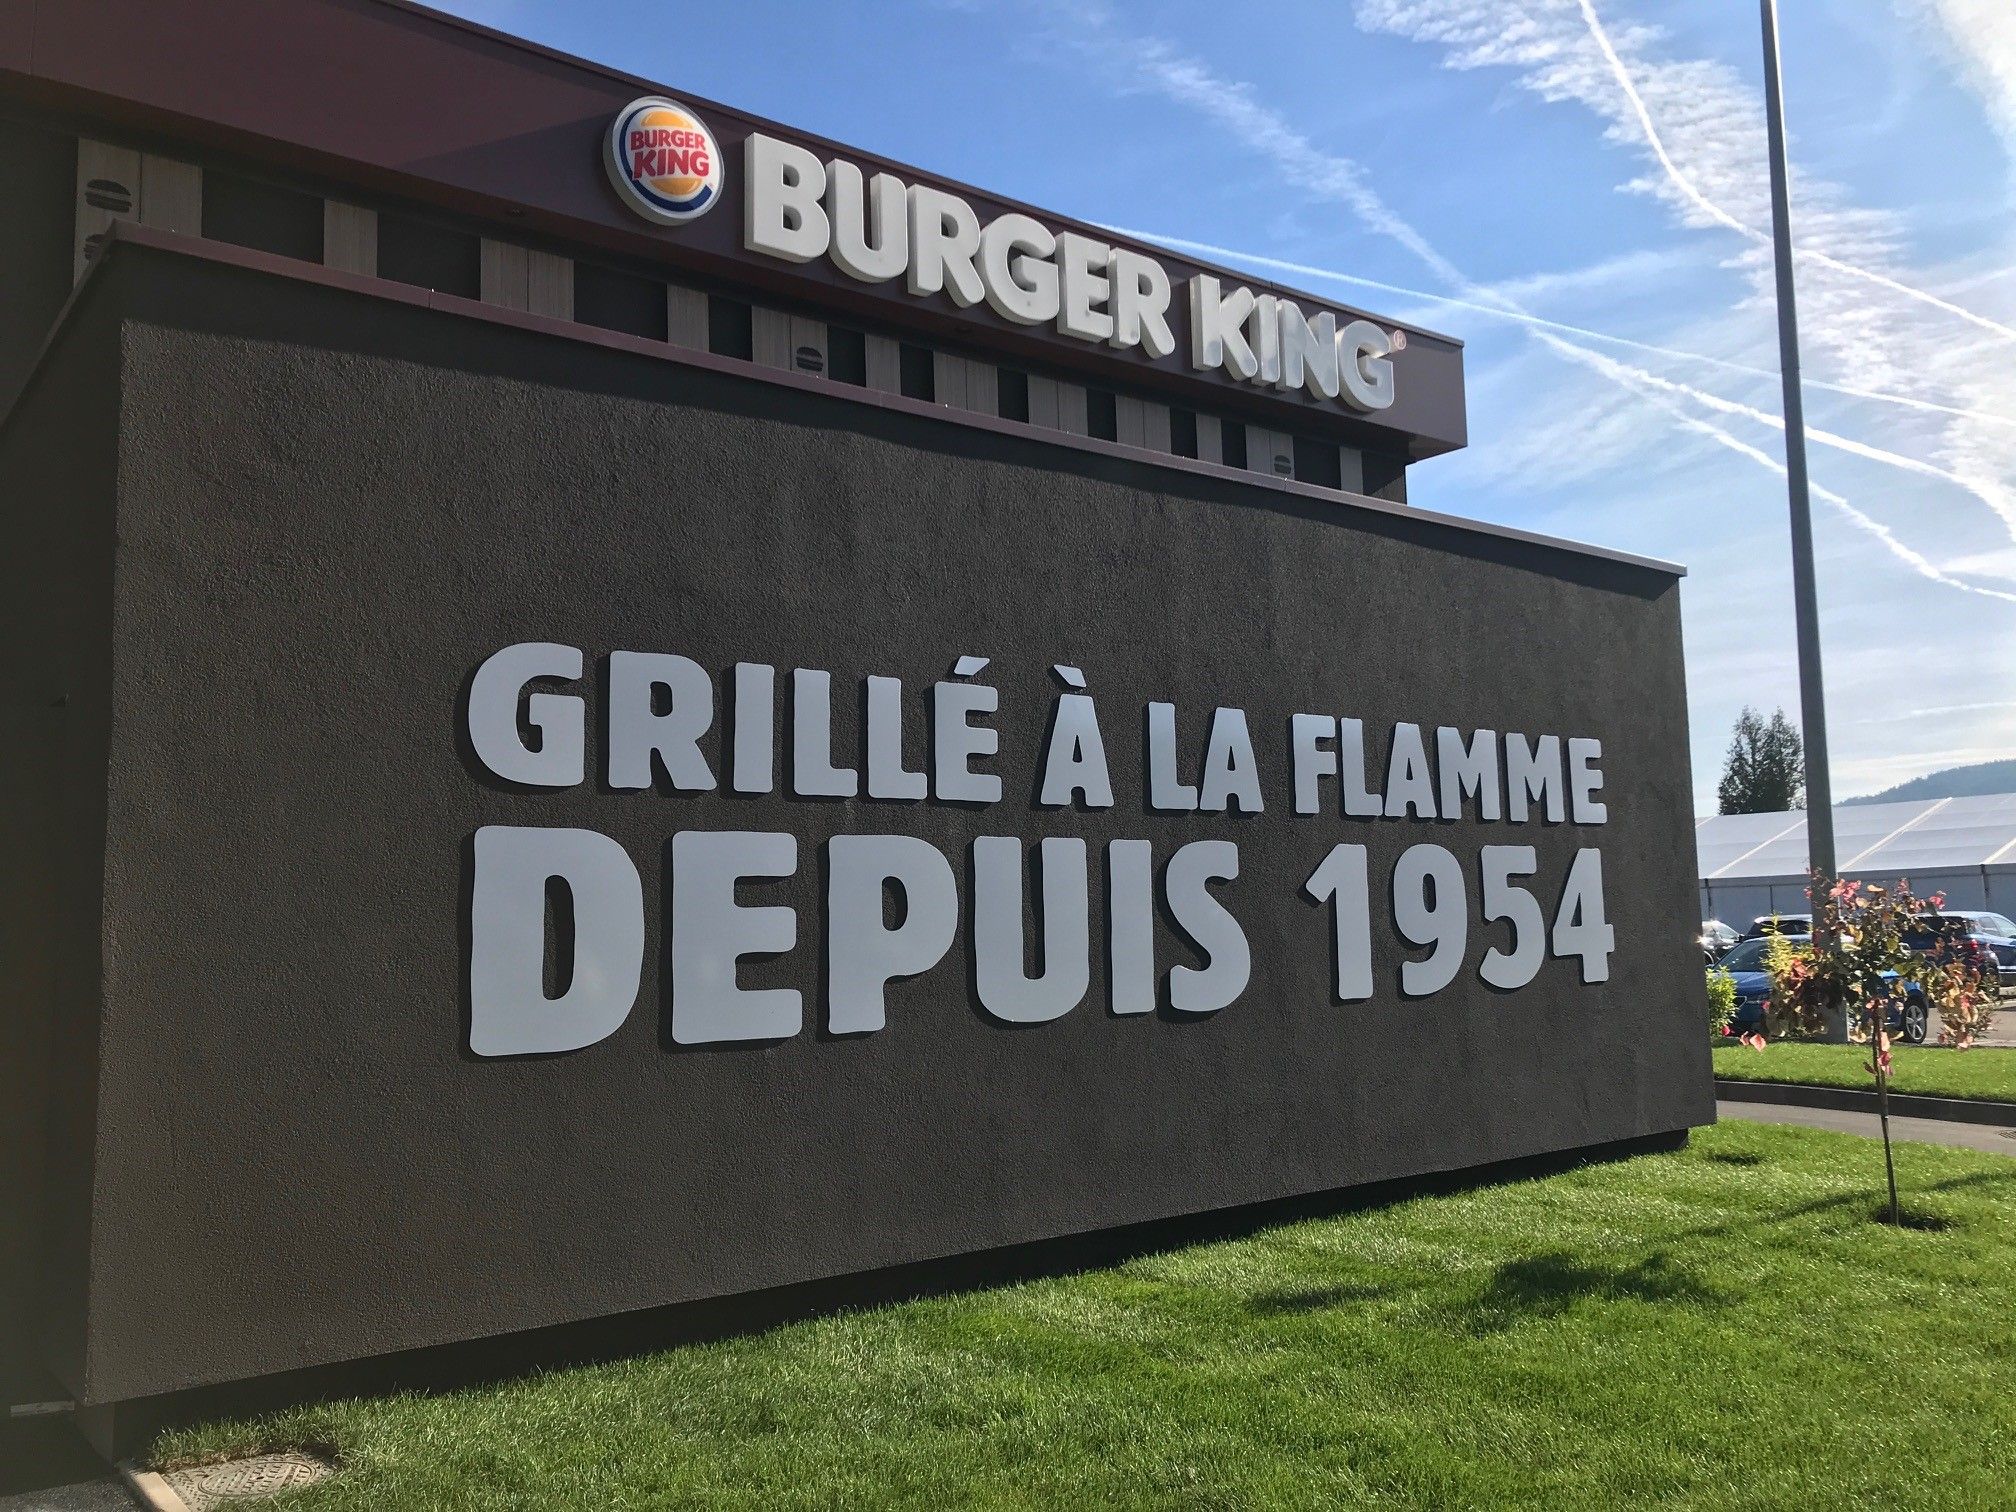 BURGER
KING
BURGER KING®
GRILLÉ À LA FLAMME
DEPUIS 1954